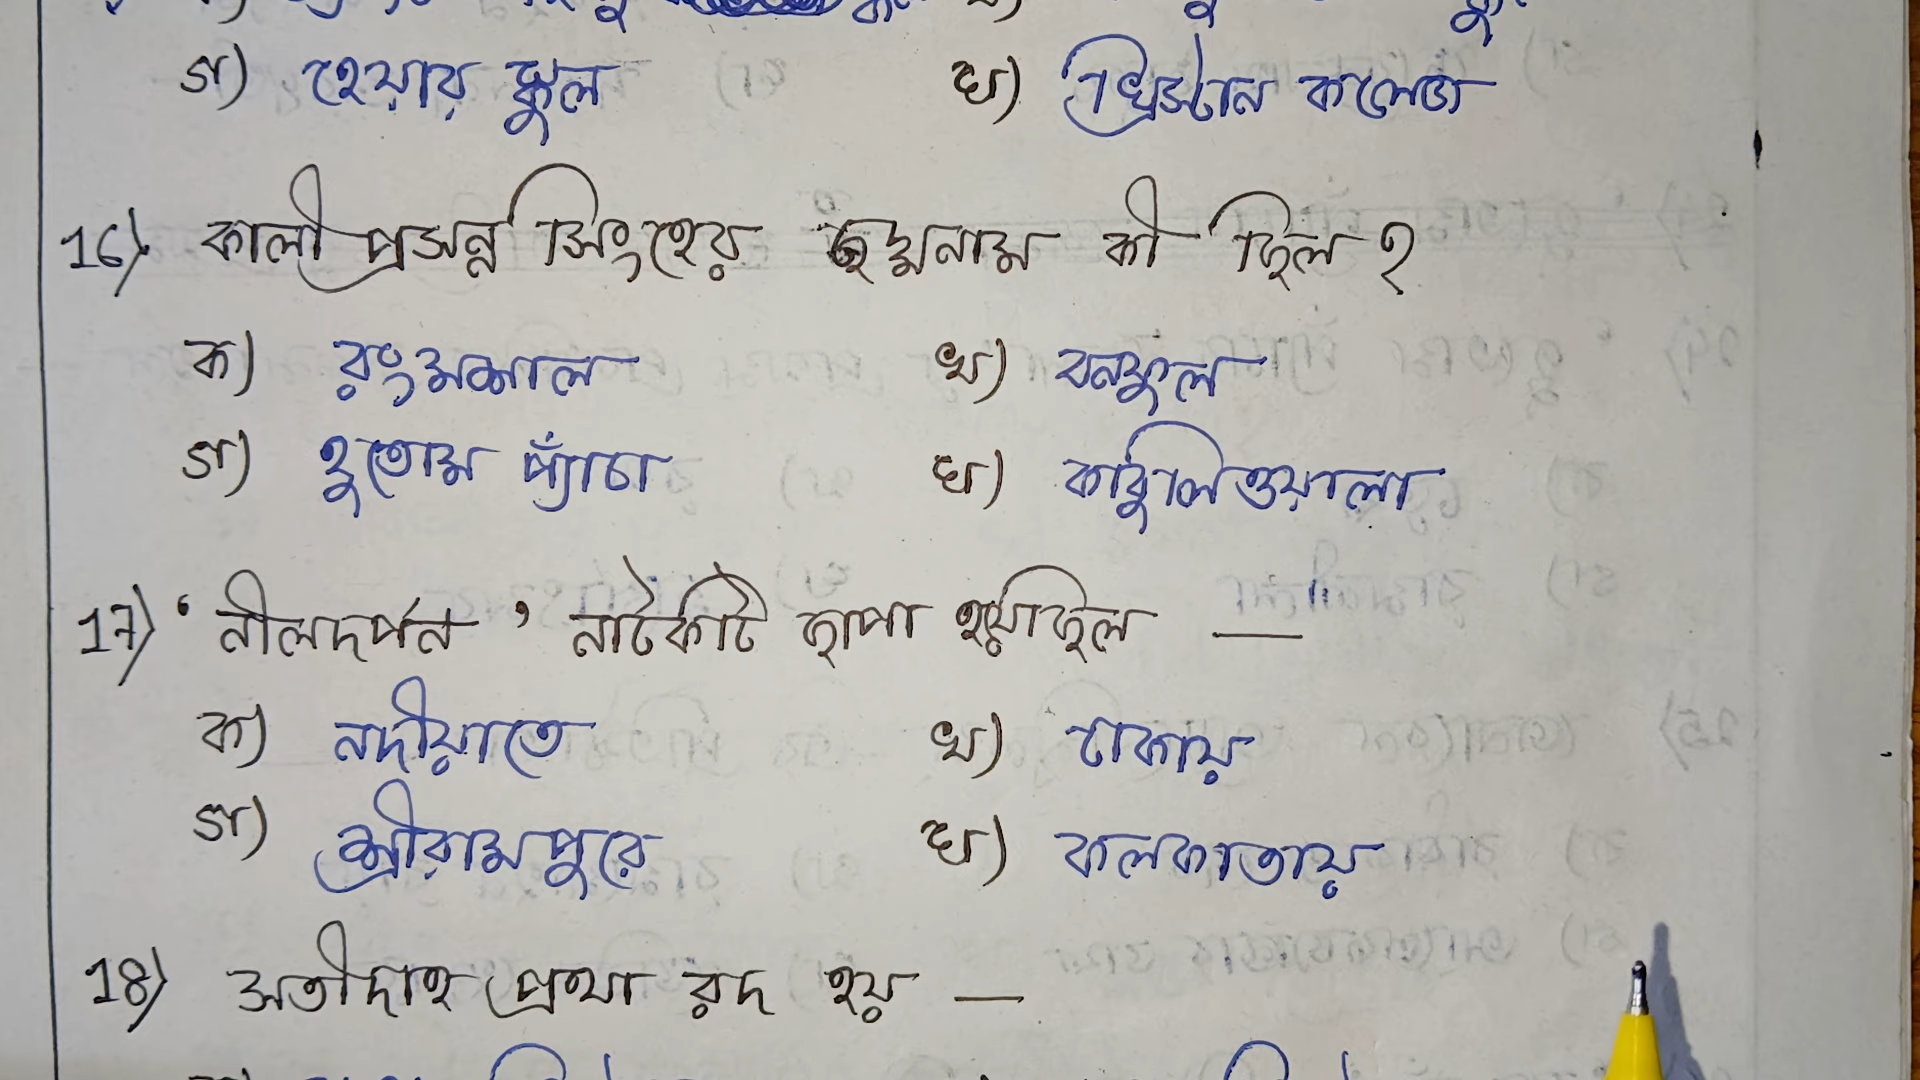 গ) হেয়ার স্কুল ঘ) খ্রিস্টান কলেজ
16) কালীপ্রসন্ন সিংহের ছদ্মনাম কী ছিল ?
ক) রংমশাল খ) বনফুল
গ) হুতোম প্যাঁচা ঘ) কাবুলিওয়ালা
17) 'নীলদর্পন' নাটকটি ছাপা হয়েছিল —
ক) নদীয়াতে খ) ঢাকায়
গ) শ্রীরামপুরে ঘ) কলকাতায়
18) সতীদাহ প্রথা রদ হয় —